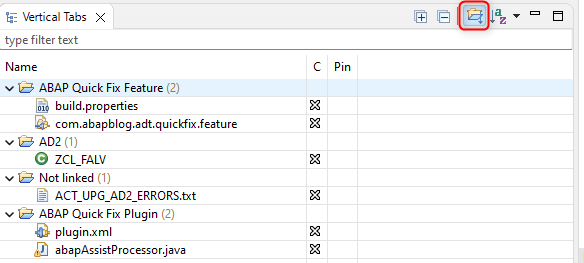 Vertical Tabs
type filter text
Name C Pin
ABAP Quick Fix Feature (2)
build.properties
com.abapblog.adt.quickfix.feature
AD2 (1)
ZCL_FALV
Not linked (1)
ACT_UPG_AD2_ERRORS.txt
ABAP Quick Fix Plugin (2)
plugin.xml
abapAssistProcessor.java